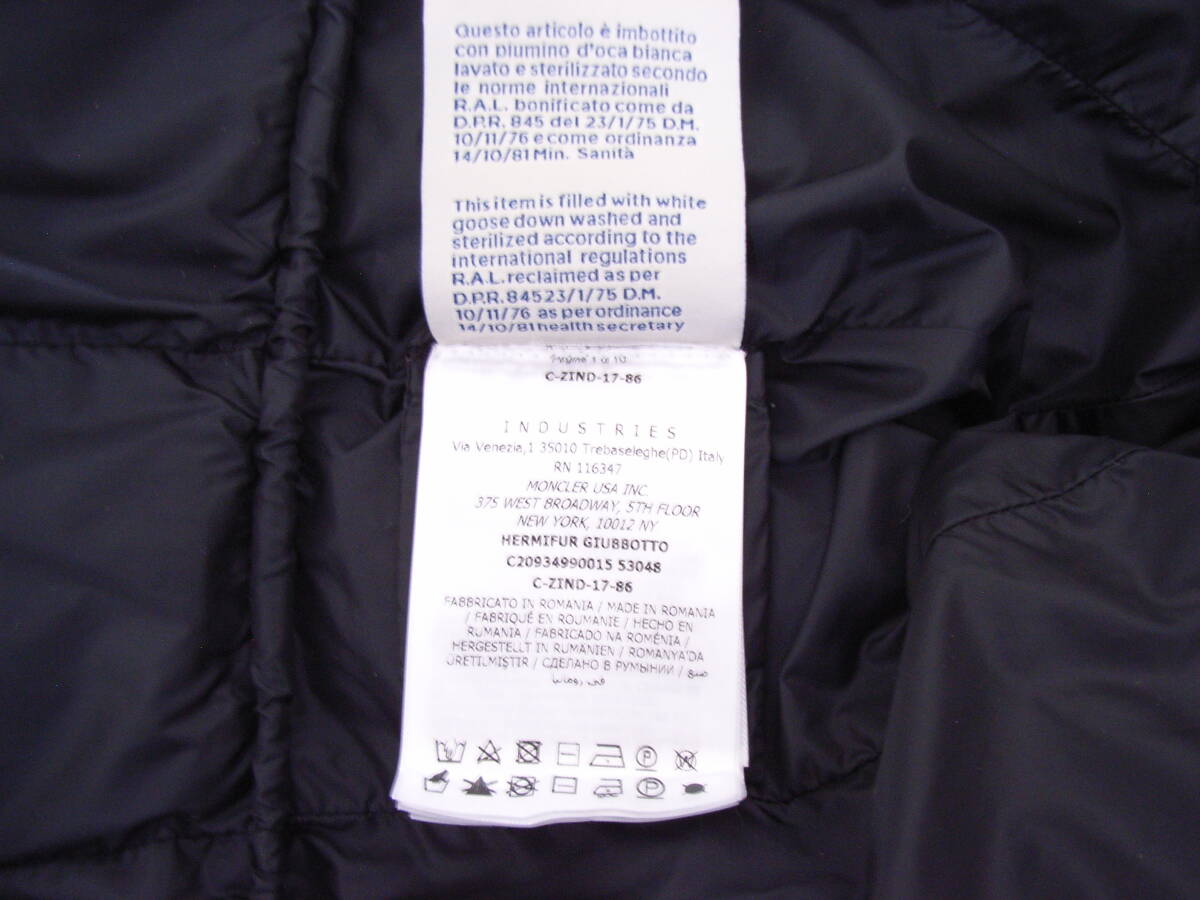 Questo articolo è imbottito
con piumino d'oca bianca
lavato e sterilizzato secondo
le norme internazionali
R.A.L. bonificato come da
D.P.R. 845 del 23/1/75 D.M.
10/11/76 e come ordinanza
14/10/81 Min. Sanità
This item is filled with white
goose down washed and
sterilized according to the
international regulations
R.A.L. reclaimed as per
D.P.R. 845 23/1/75 D.M.
10/11/76 as per ordinance
14/10/81 health secretary
C-ZIND-17-86
INDUSTRIES
Via Venezia,1 35010 Trebaseleghe(PD) Italy
RN 116347
MONCLER USA INC.
375 WEST BROADWAY, 5TH FLOOR
NEW YORK, 10012 NY
HERMIFUR GIUBBOTTO
C20934990015 53048
C-ZIND-17-86
FABBRICATO IN ROMANIA / MADE IN ROMANIA
/ FABRIQUÉ EN ROUMANIE / HECHO EN
RUMANIA / FABRICADO NA ROMÉNIA /
HERGESTELLT IN RUMÄNIEN / ROMANYA'DA
ÜRETILMIŞTIR / СДЕЛАНО В РУМЫНИИ / صنع
في رومانيا
P
P